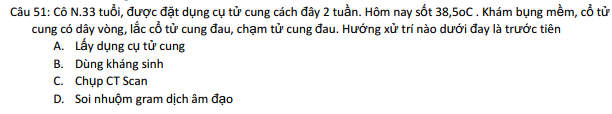 Câu 51: Cô N.33 tuổi, được đặt dụng cụ tử cung cách đây 2 tuần. Hôm nay sốt 38,5oC . Khám bụng mềm, cổ tử
cung có dây vòng, lắc cổ tử cung đau, chạm tử cung đau. Hướng xử trí nào dưới đay là trước tiên
A. Lấy dụng cụ tử cung
B. Dùng kháng sinh
C. Chụp CT Scan
D. Soi nhuộm gram dịch âm đạo